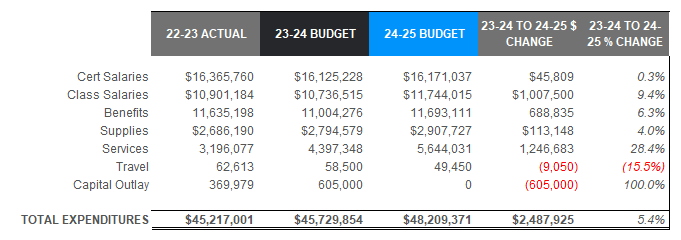 22-23 ACTUAL 23-24 BUDGET 24-25 BUDGET 23-24 TO 24-25 $ CHANGE 23-24 TO 24-25 % CHANGE
Cert Salaries $16,365,760 $16,125,228 $16,171,037 $45,809 0.3%
Class Salaries $10,901,184 $10,736,515 $11,744,015 $1,007,500 9.4%
Benefits 11,635,198 11,004,276 11,693,111 688,835 6.3%
Supplies $2,686,190 $2,794,579 $2,907,727 $113,148 4.0%
Services 3,196,077 4,397,348 5,644,031 1,246,683 28.4%
Travel 62,613 58,500 49,450 (9,050) (15.5%)
Capital Outlay 369,979 605,000 0 (605,000) 100.0%
TOTAL EXPENDITURES $45,217,001 $45,729,854 $48,209,371 $2,487,925 5.4%